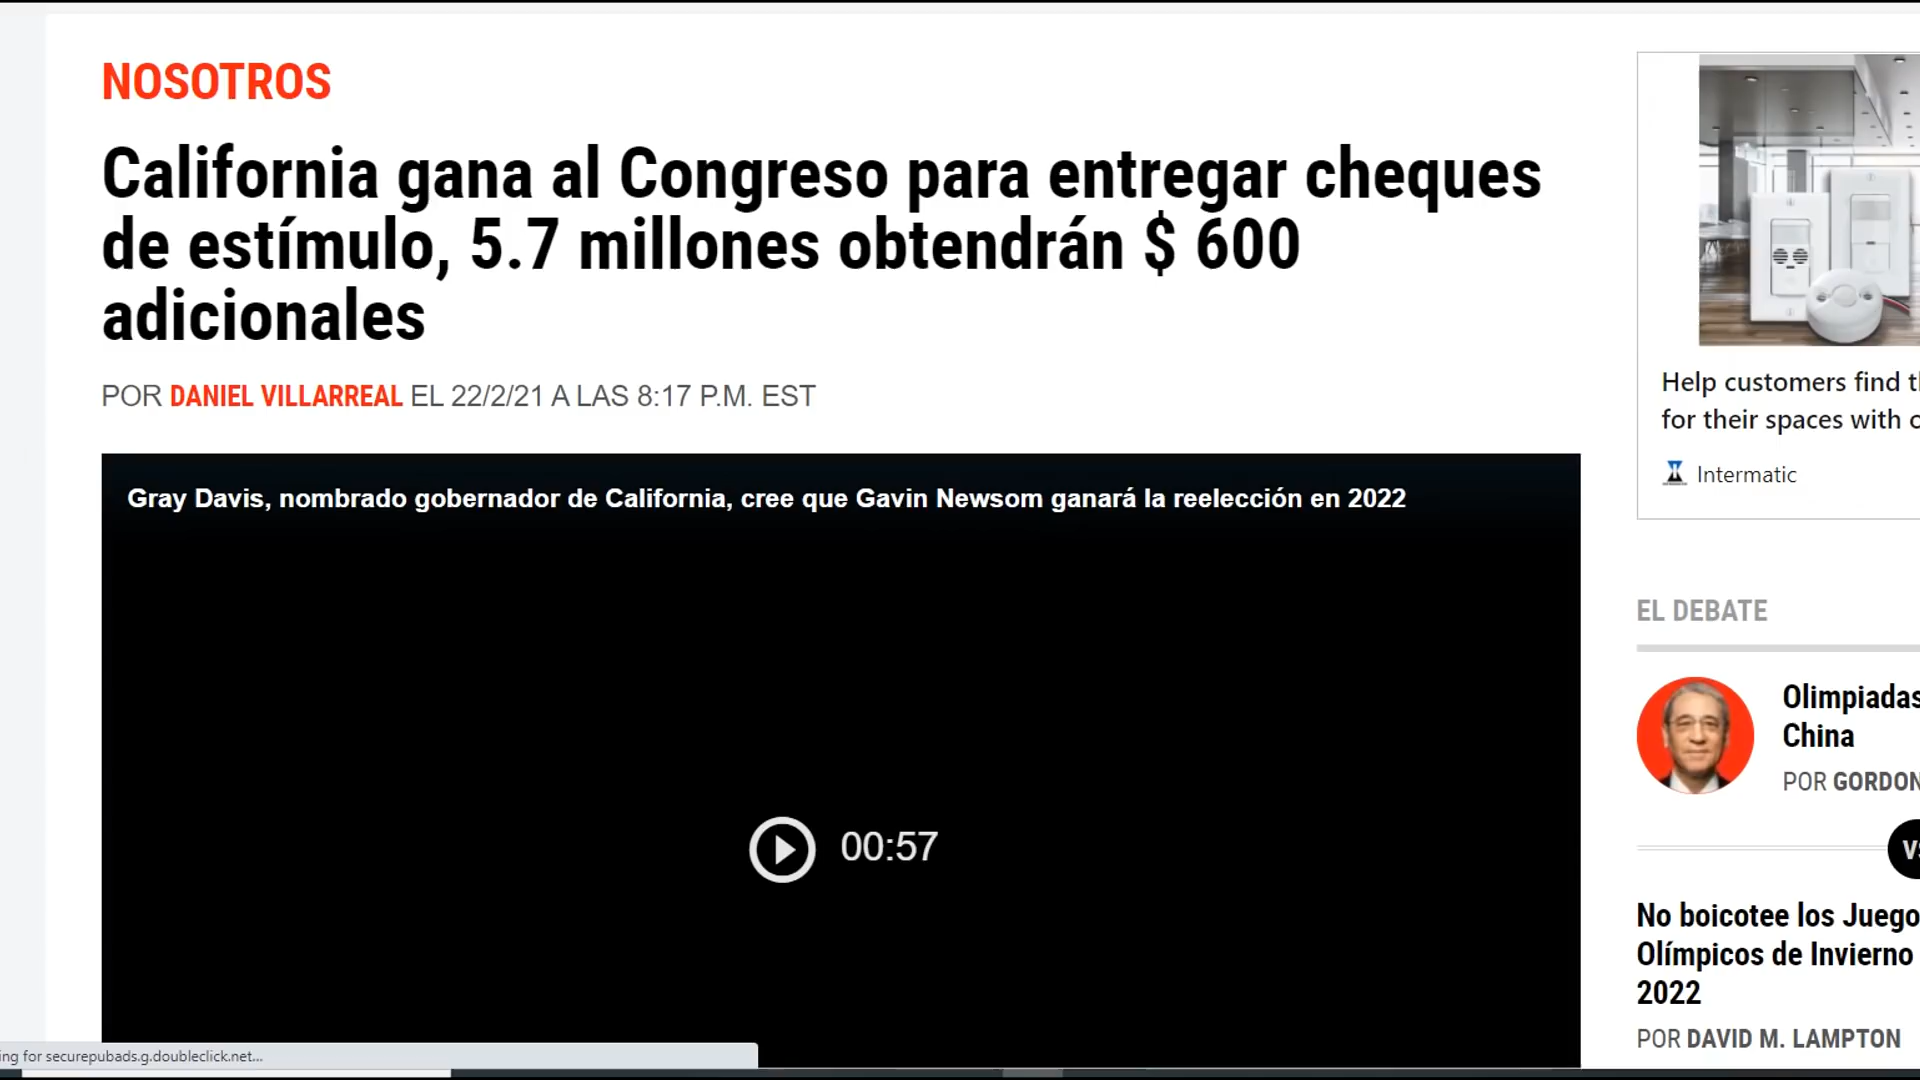 NOSOTROS
California gana al Congreso para entregar cheques
de estímulo, 5.7 millones obtendrán $ 600
adicionales
POR DANIEL VILLARREAL EL 22/2/21 A LAS 8:17 P.M. EST
Gray Davis, nombrado gobernador de California, cree que Gavin Newsom ganará la reelección en 2022
00:57
Help customers find
for their spaces with
Intermatic
EL DEBATE
Olimpiadas
China
POR GORDON
No boicotee los Juego
Olímpicos de Invierno
2022
POR DAVID M. LAMPTON
ing for securepubads.g.doubleclick.net...